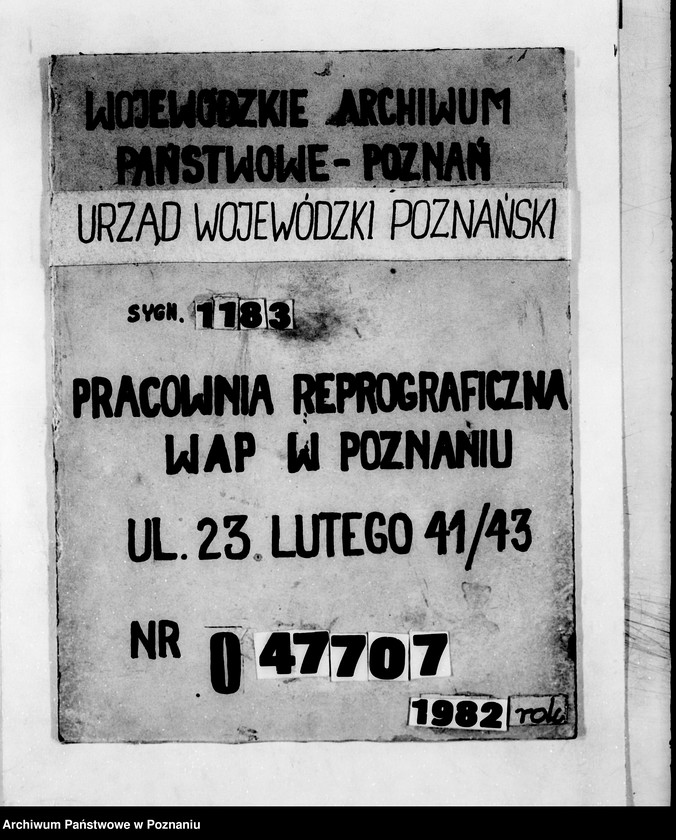 WOJEWÓDZKIE ARCHIWUM
PAŃSTWOWE - POZNAŃ
URZĄD WOJEWÓDZKI POZNAŃSKI
SYGN. 1183
PRACOWNIA REPROGRAFICZNA
WAP W POZNANIU
UL. 23. LUTEGO 41/43
NR 0 47707
1982 rok
Archiwum Państwowe w Poznaniu